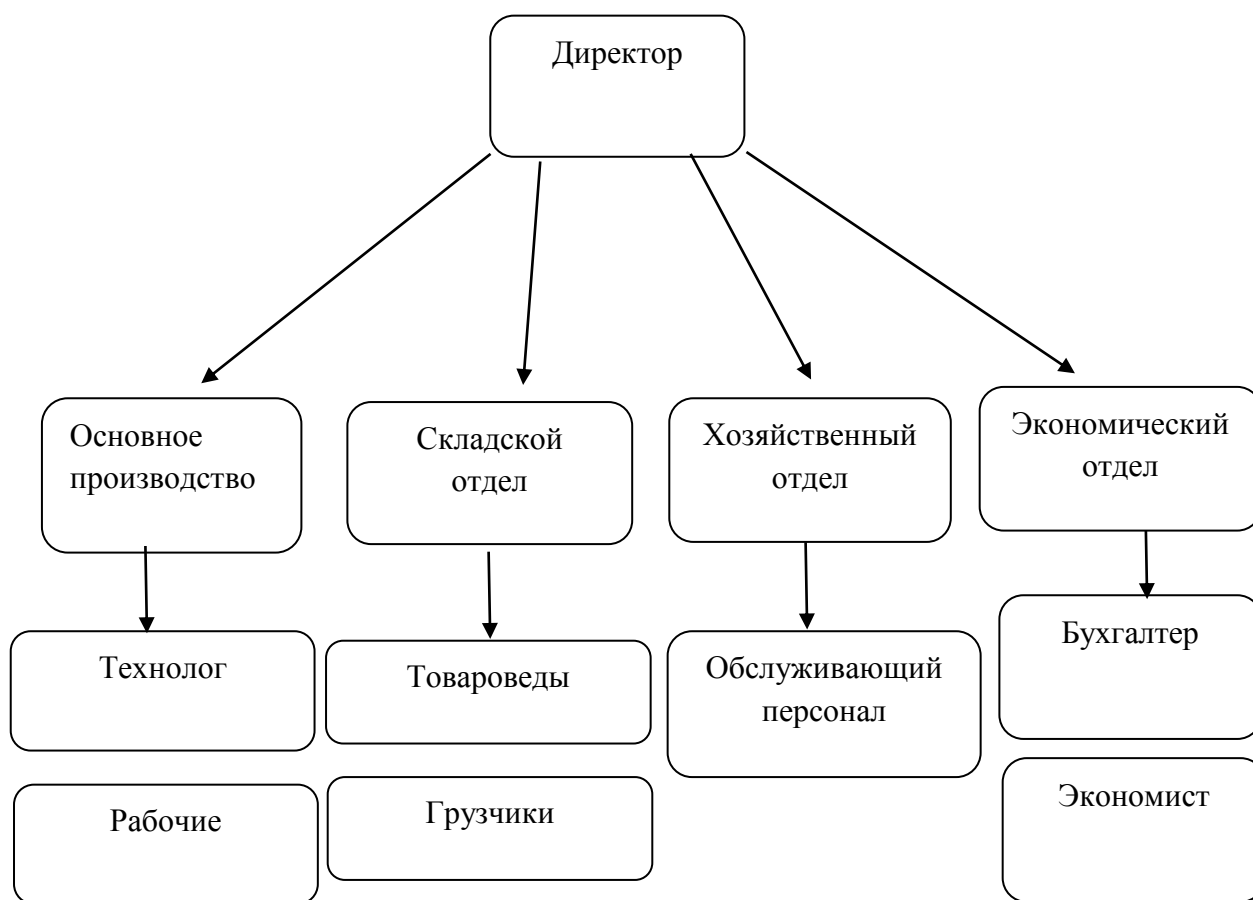 Директор
Основное
производство
Складской
отдел
Хозяйственный
отдел
Экономический
отдел
Технолог
Товароведы
Обслуживающий
персонал
Бухгалтер
Рабочие
Грузчики
Экономист